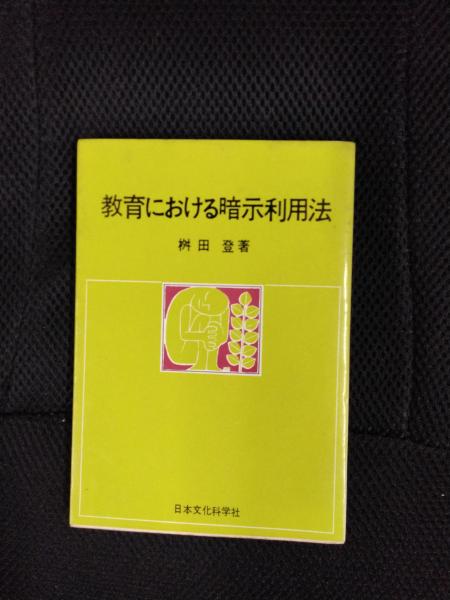 教育における暗示利用法
桝田 登著
日本文化科学社